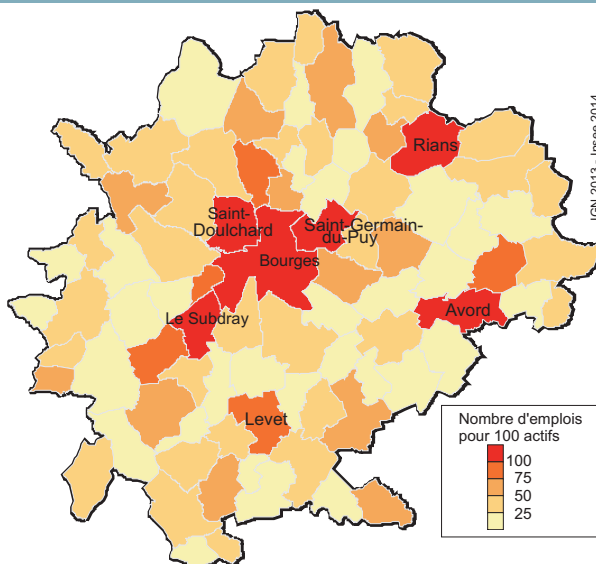 Rians
Saint-
Doulchard
Saint-Germain-
du-Puy
Bourges
Avord
Le Subdray
Levet
Nombre d'emplois
pour 100 actifs
100
75
50
25
IGN 2013 - Insee 2014